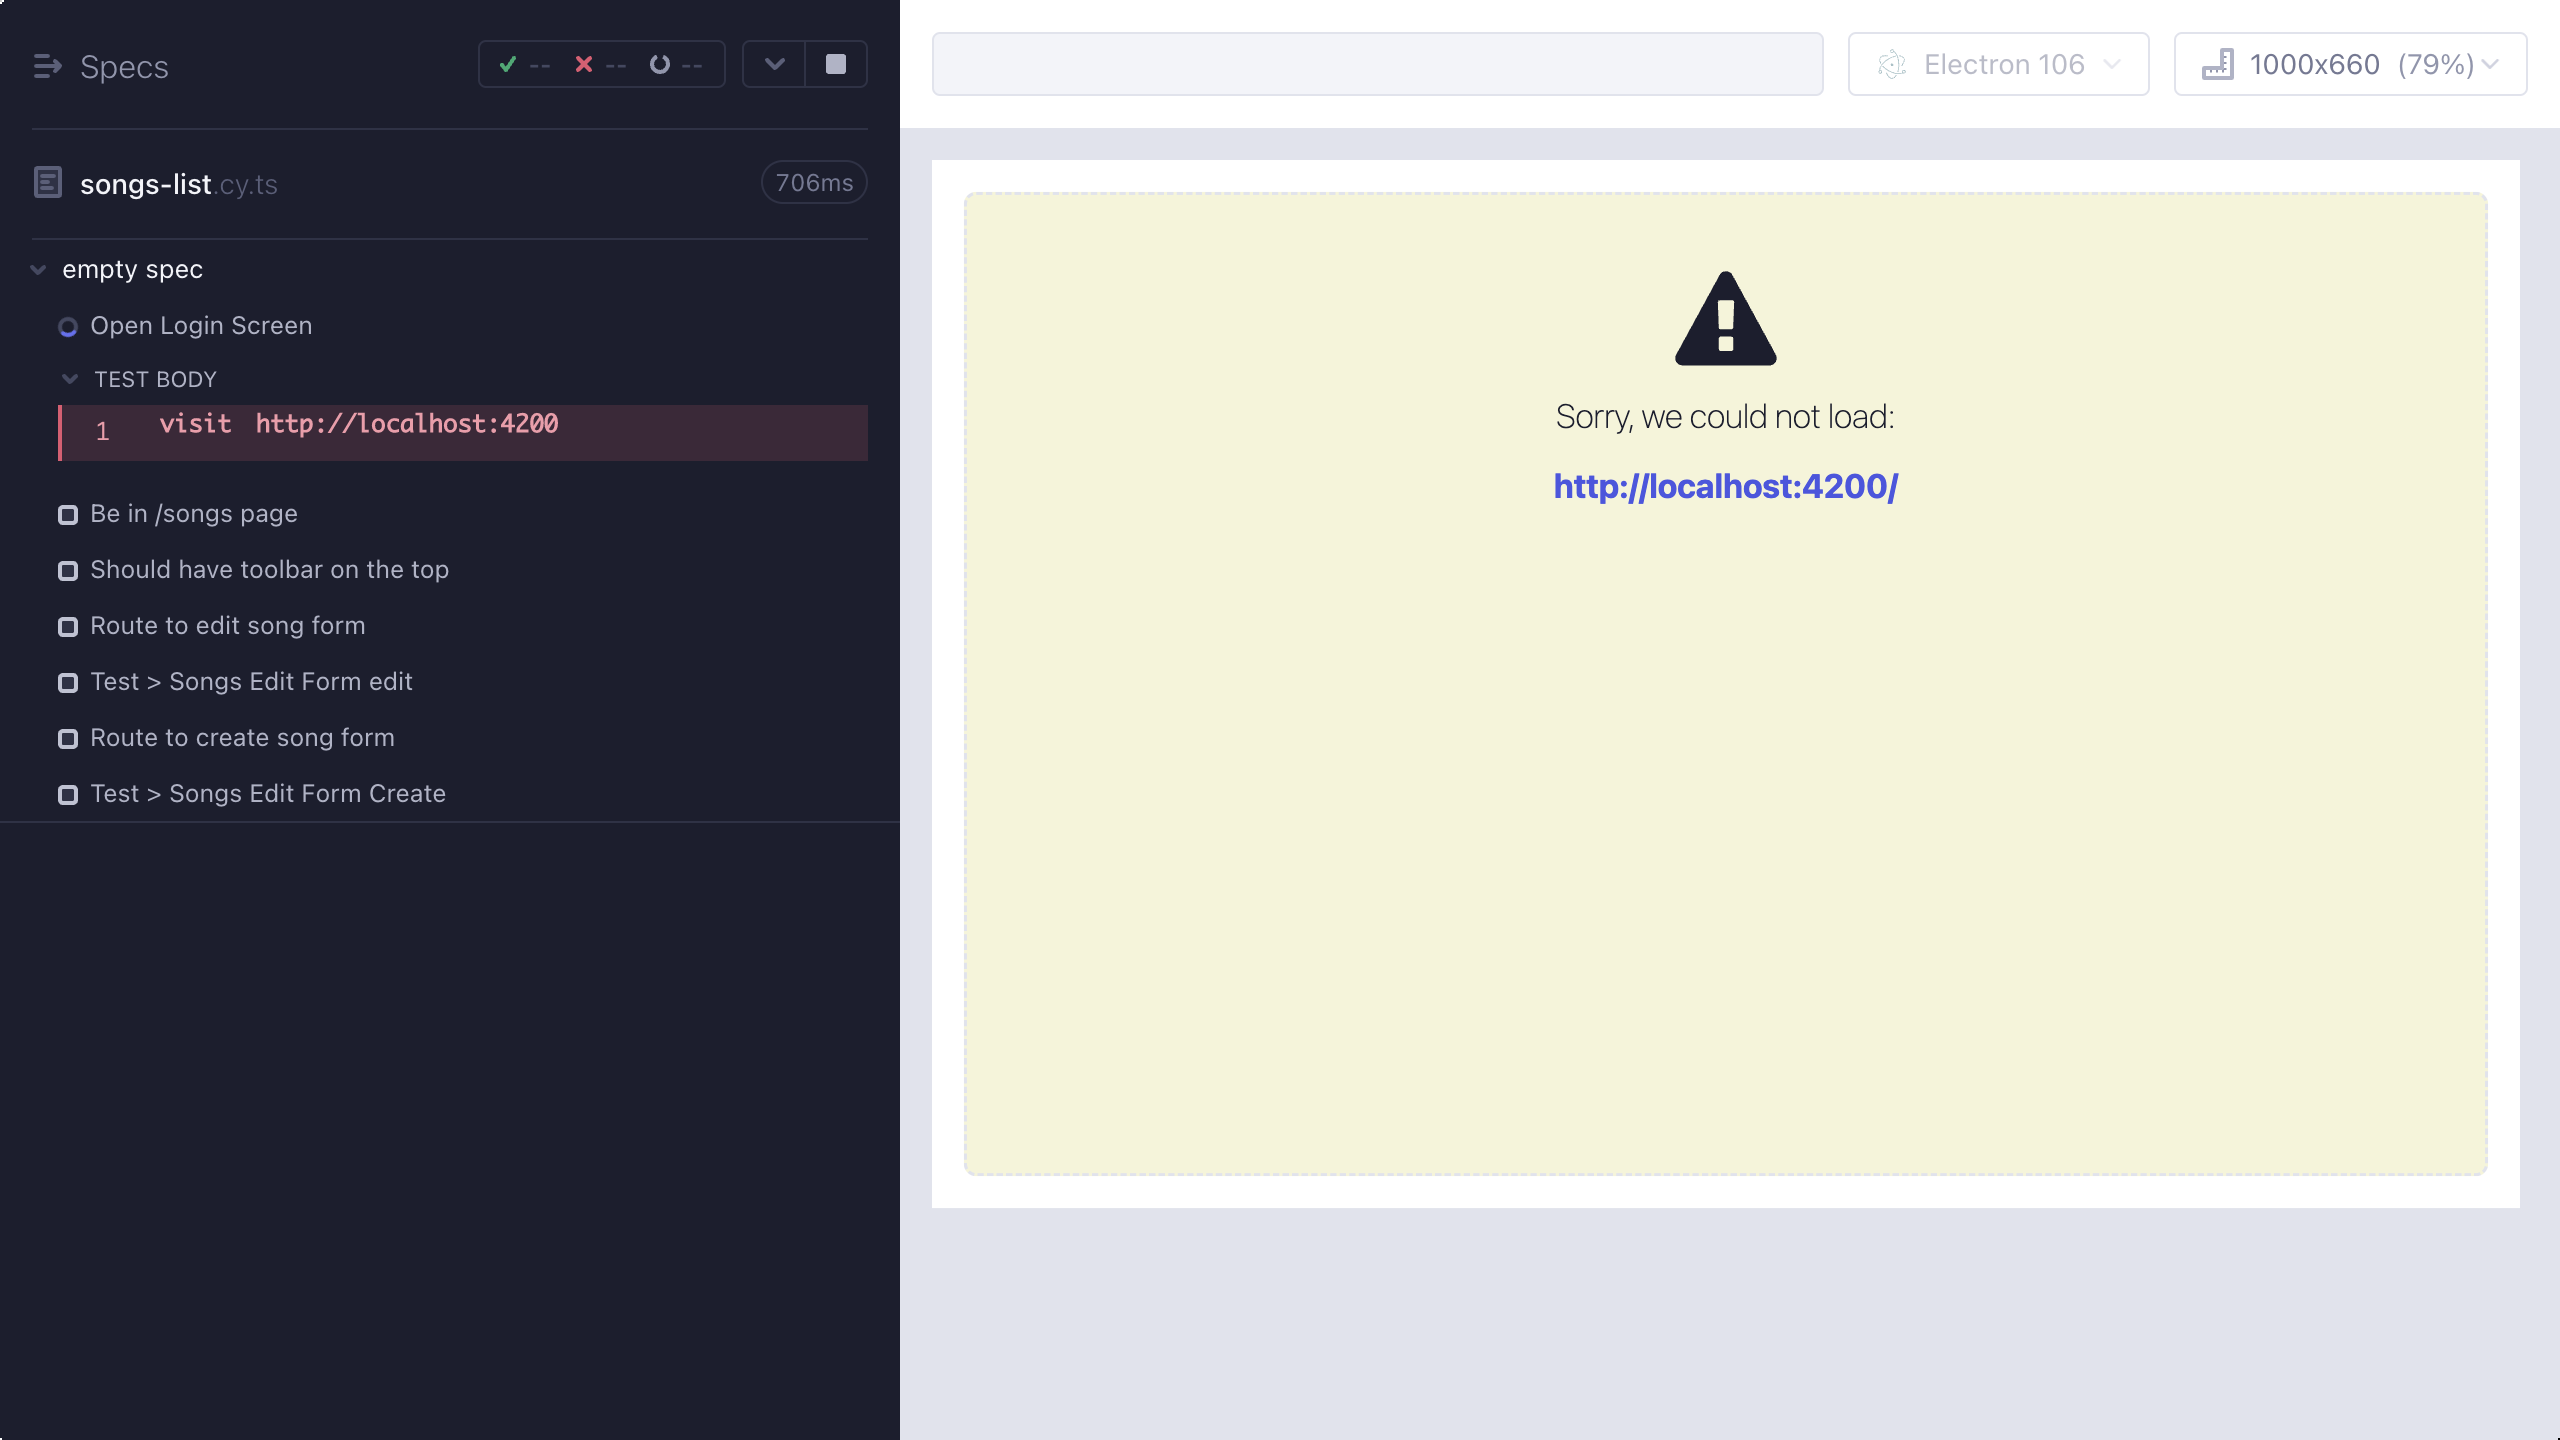 Specs
-- -- --
songs-list.cy.ts
706ms
empty spec
Open Login Screen
TEST BODY
1 visit http://localhost:4200
Be in /songs page
Should have toolbar on the top
Route to edit song form
Test > Songs Edit Form edit
Route to create song form
Test > Songs Edit Form Create
Electron 106
1000x660 (79%)
Sorry, we could not load:
http://localhost:4200/